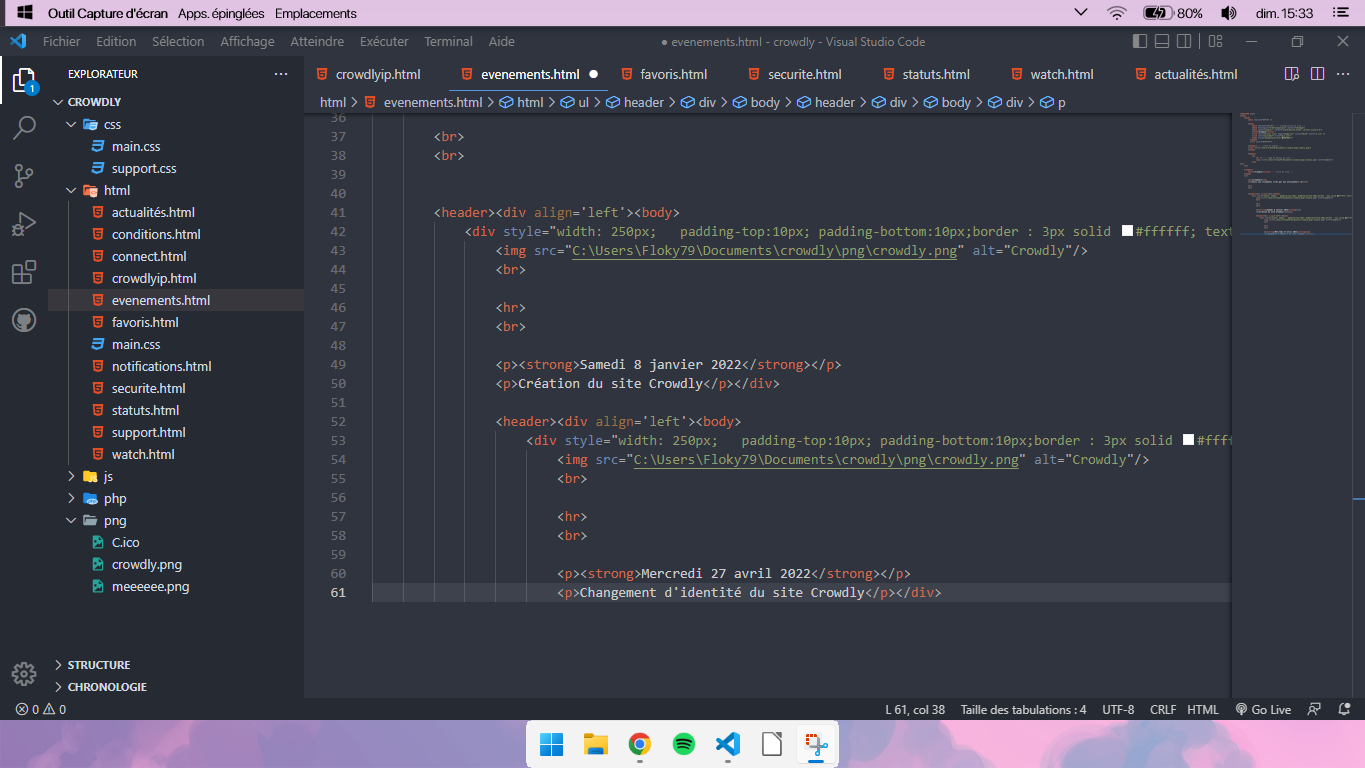 Outil Capture d'écran Apps. épinglées Emplacements 80% dim. 15:33
Fichier Edition Sélection Affichage Atteindre Exécuter Terminal Aide ● evenements.html - crowdly - Visual Studio Code
EXPLORATEUR ···
crowdlyip.html evenements.html ● favoris.html securite.html statuts.html watch.html actualités.html ···
html > evenements.html > html > ul > header > div > body > header > div > body > div > p
1
CROWDLY
css
main.css
support.css
html
actualités.html
conditions.html
connect.html
crowdlyip.html
evenements.html
favoris.html
main.css
notifications.html
securite.html
statuts.html
support.html
watch.html
js
php
png
C.ico
crowdly.png
meeeeee.png
STRUCTURE
CHRONOLOGIE
36
37 <br>
38 <br>
39
40
41 <header><div align='left'><body>
42 <div style="width: 250px;   padding-top:10px; padding-bottom:10px;border : 3px solid #ffffff; text
43 <img src="C:\Users\Floky79\Documents\crowdly\png\crowdly.png" alt="Crowdly"/>
44 <br>
45
46 <hr>
47 <br>
48
49 <p><strong>Samedi 8 janvier 2022</strong></p>
50 <p>Création du site Crowdly</p></div>
51
52 <header><div align='left'><body>
53 <div style="width: 250px;   padding-top:10px; padding-bottom:10px;border : 3px solid #ffff
54 <img src="C:\Users\Floky79\Documents\crowdly\png\crowdly.png" alt="Crowdly"/>
55 <br>
56
57 <hr>
58 <br>
59
60 <p><strong>Mercredi 27 avril 2022</strong></p>
61 <p>Changement d'identité du site Crowdly</p></div>
0 0 L 61, col 38 Taille des tabulations : 4 UTF-8 CRLF HTML Go Live